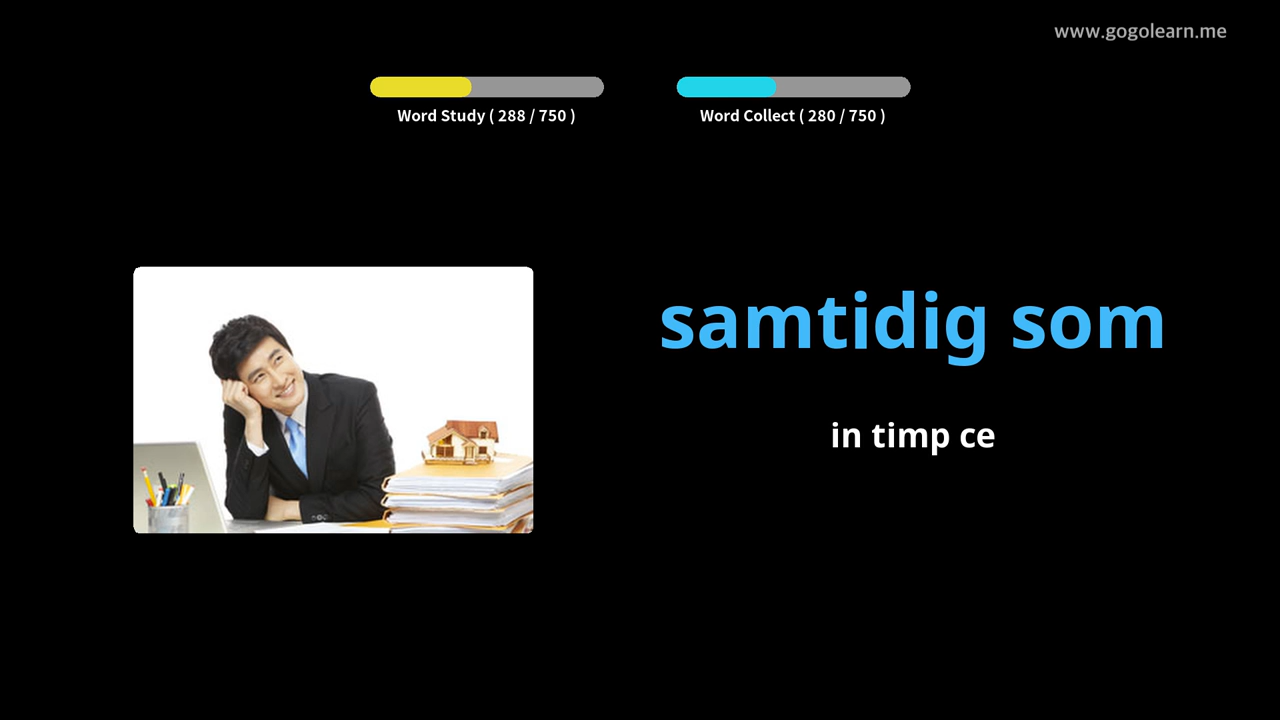 www.gogolearn.me
Word Study ( 288 / 750 )
Word Collect ( 280 / 750 )
samtidig som
in timp ce